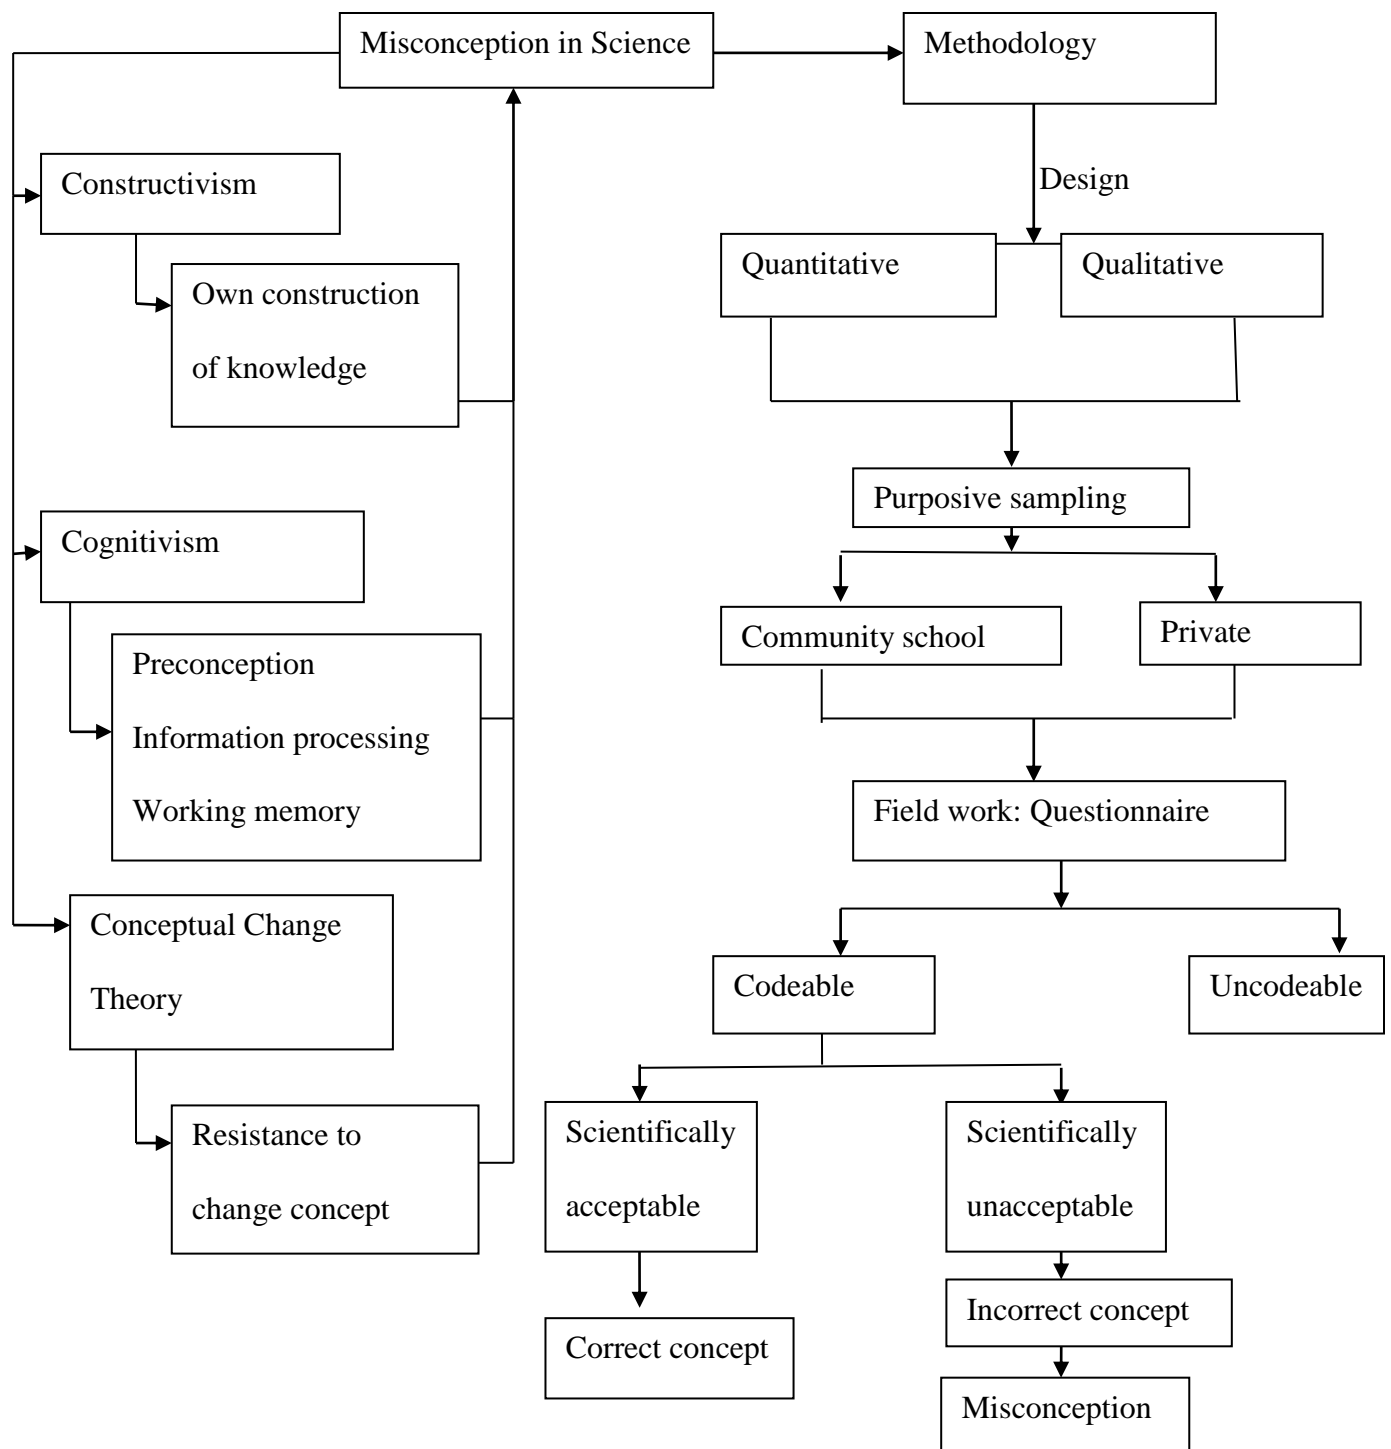 Misconception in Science
Methodology
Constructivism
Design
Own construction
of knowledge
Quantitative
Qualitative
Purposive sampling
Cognitivism
Community school
Private
Preconception
Information processing
Working memory
Field work: Questionnaire
Conceptual Change
Theory
Codeable
Uncodeable
Resistance to
change concept
Scientifically
acceptable
Scientifically
unacceptable
Correct concept
Incorrect concept
Misconception